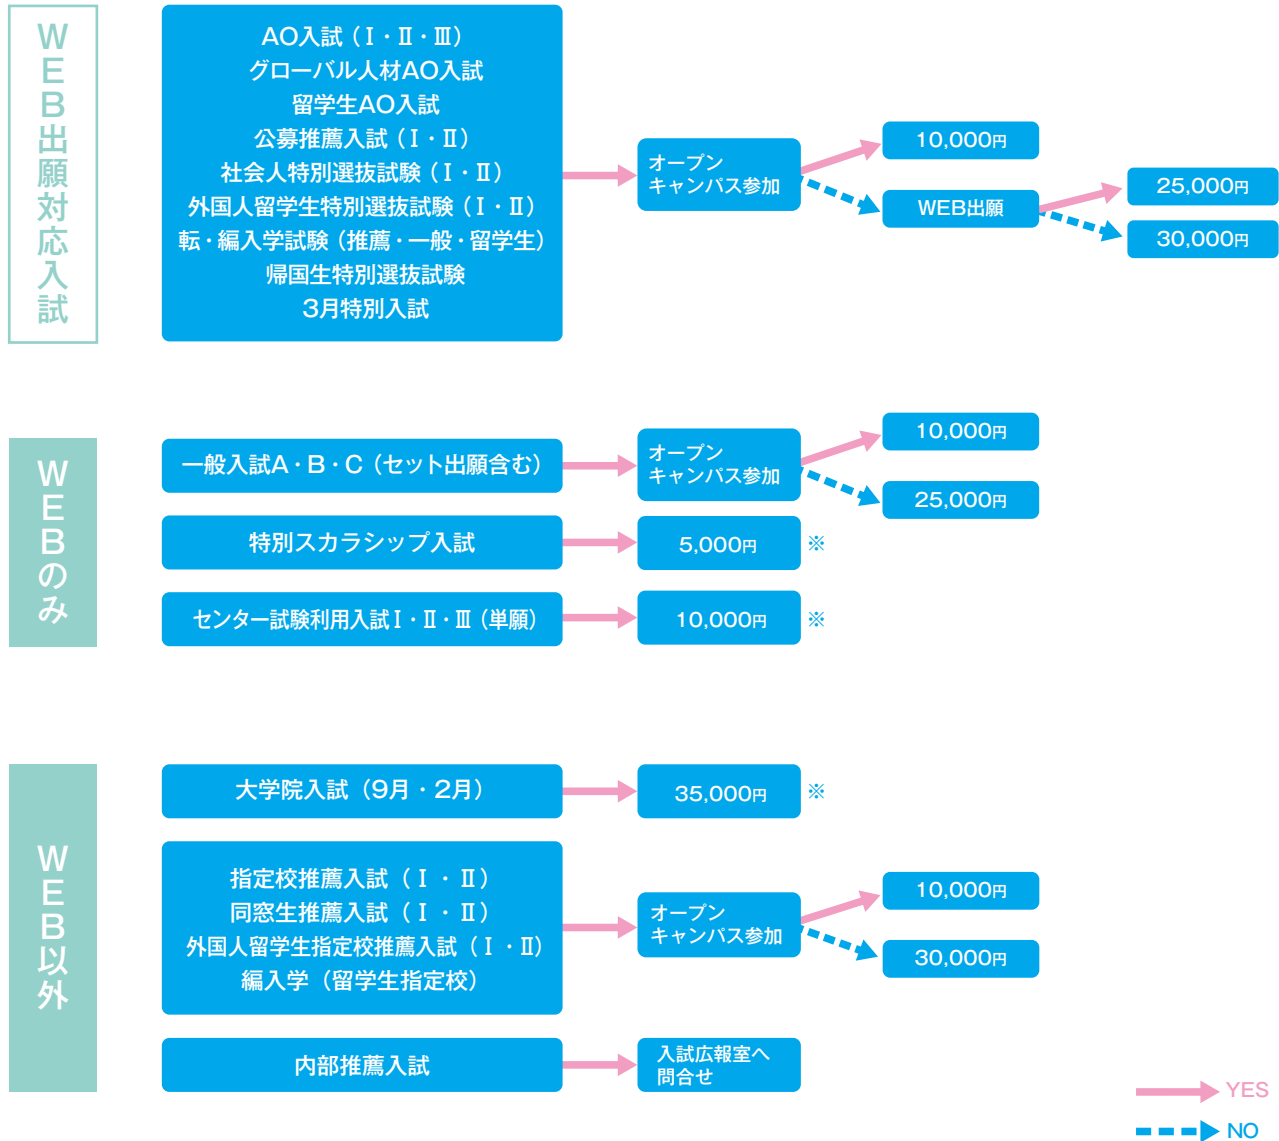 WEB出願対応入試
AO入試（Ⅰ・Ⅱ・Ⅲ）
グローバル人材AO入試
留学生AO入試
公募推薦入試（Ⅰ・Ⅱ）
社会人特別選抜試験（Ⅰ・Ⅱ）
外国人留学生特別選抜試験（Ⅰ・Ⅱ）
転・編入学試験（推薦・一般・留学生）
帰国生特別選抜試験
3月特別入試
オープン
キャンパス参加
10,000円
WEB出願
25,000円
30,000円
WEBのみ
一般入試A・B・C（セット出願含む）
オープン
キャンパス参加
10,000円
25,000円
特別スカラシップ入試
5,000円 ※
センター試験利用入試Ⅰ・Ⅱ・Ⅲ（単願）
10,000円 ※
WEB以外
大学院入試（9月・2月）
35,000円 ※
指定校推薦入試（Ⅰ・Ⅱ）
同窓生推薦入試（Ⅰ・Ⅱ）
外国人留学生指定校推薦入試（Ⅰ・Ⅱ）
編入学（留学生指定校）
オープン
キャンパス参加
10,000円
30,000円
内部推薦入試
入試広報室へ
問合せ
YES
NO